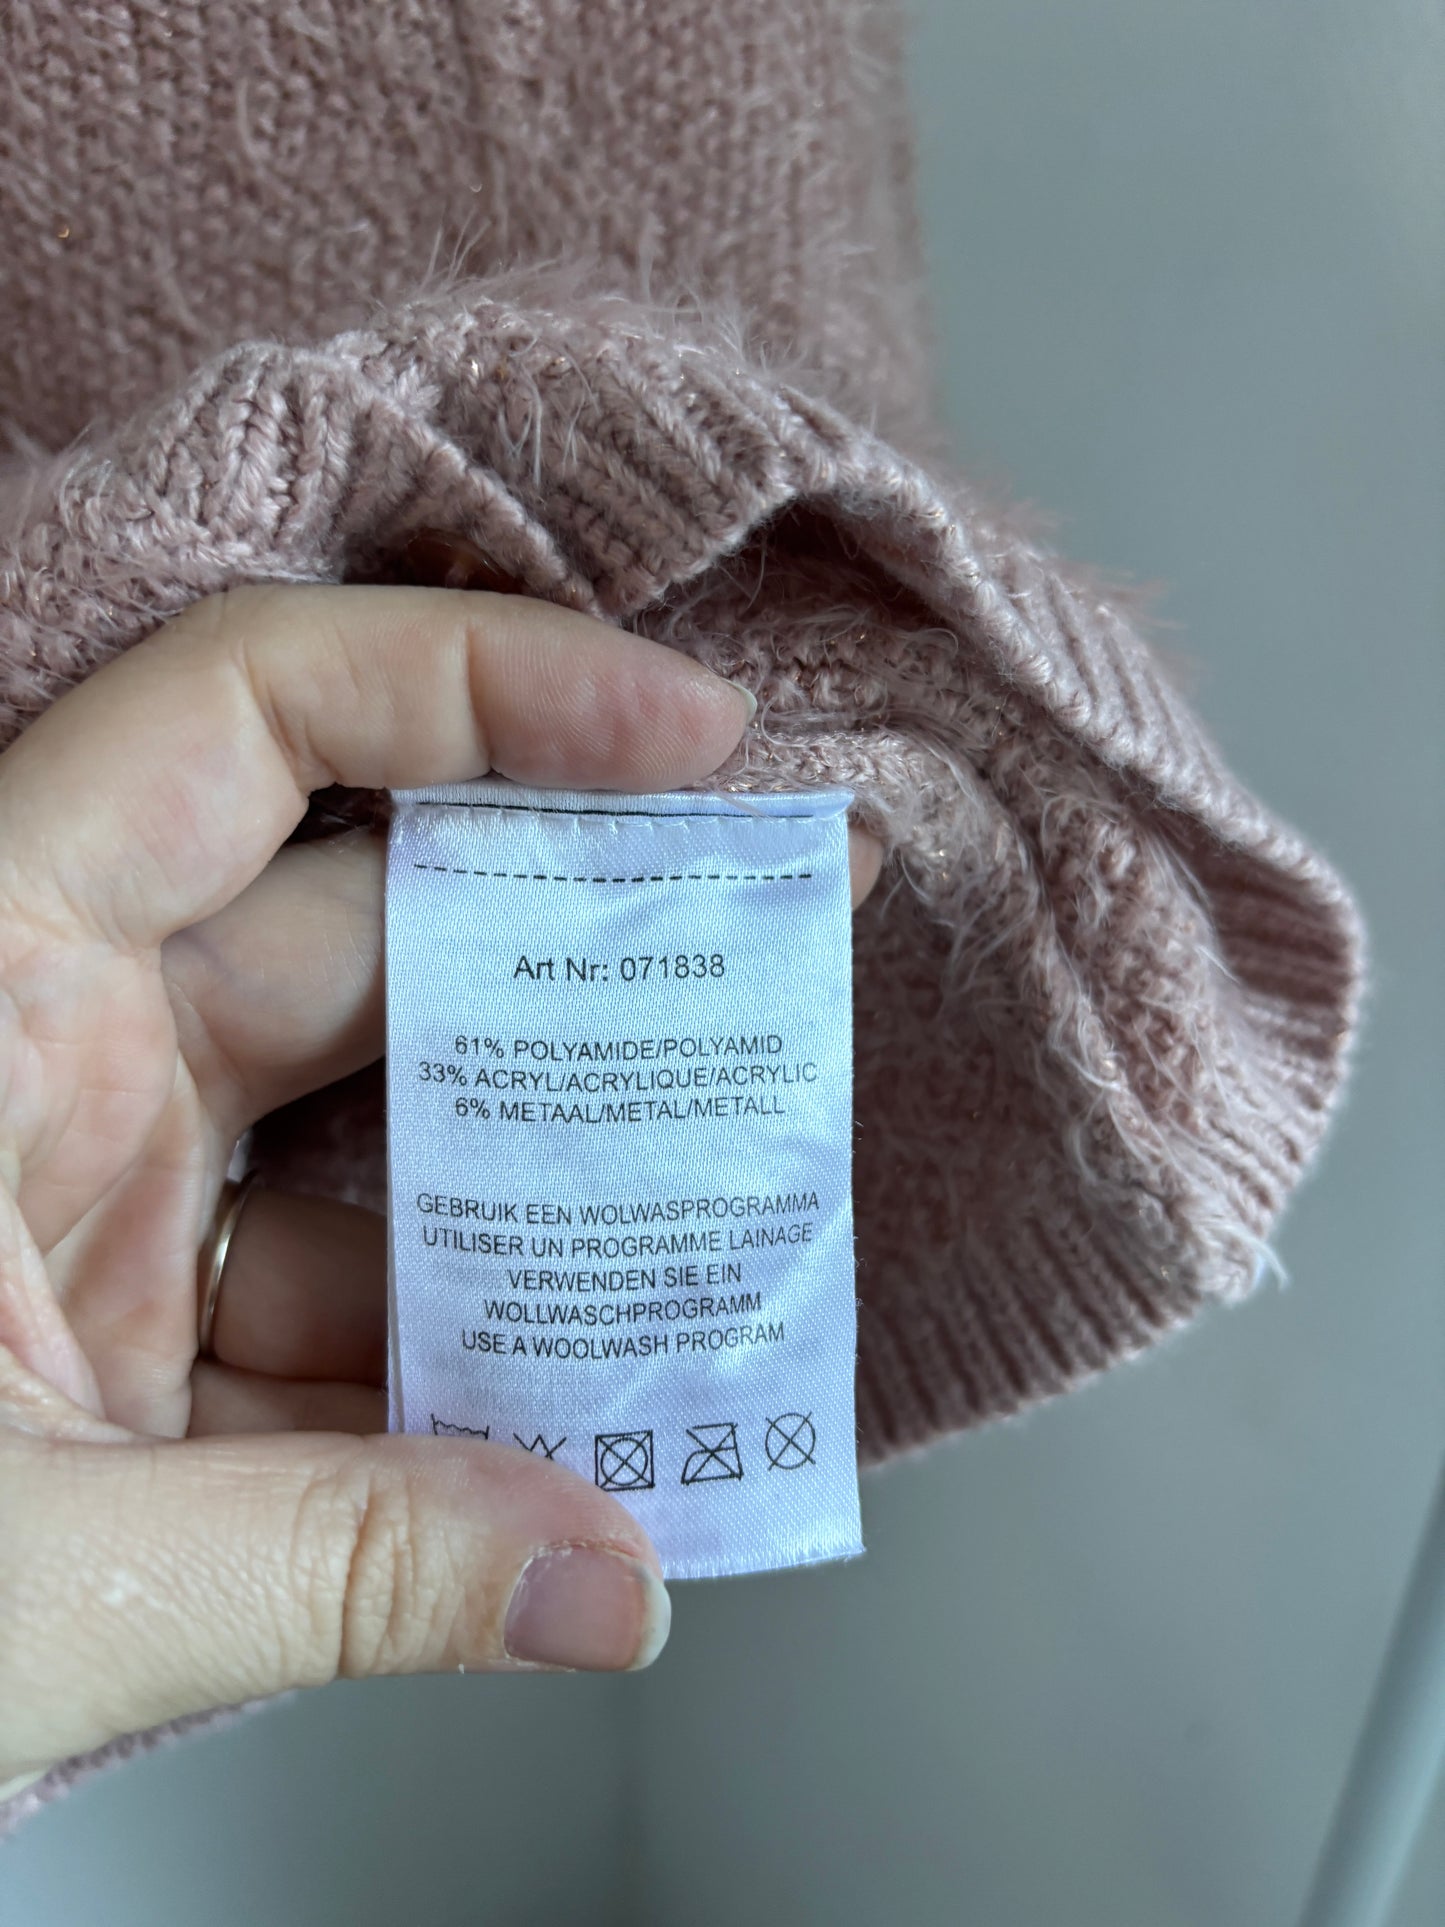 Art Nr: 071838
61% POLYAMIDE/POLYAMID
33% ACRYL/ACRYLIQUE/ACRYLIC
6% METAAL/METAL/METALL
GEBRUIK EEN WOLWASPROGRAMMA
UTILISER UN PROGRAMME LAINAGE
VERWENDEN SIE EIN
WOLLWASCHPROGRAMM
USE A WOOLWASH PROGRAM